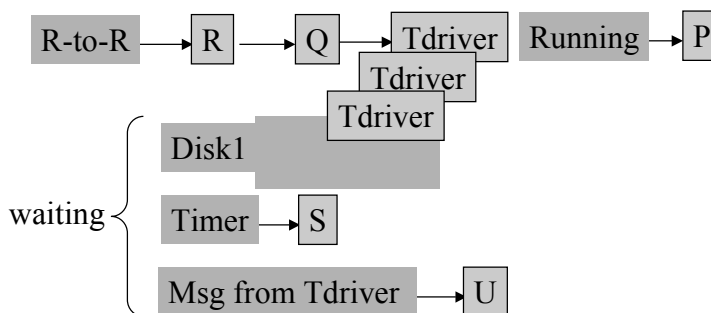 R-to-R R Q Tdriver Running P
Tdriver
Tdriver
Disk1
waiting
Timer S
Msg from Tdriver U